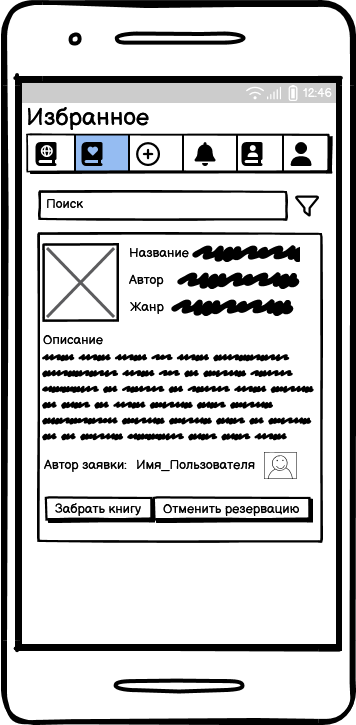 12:46
Избранное
Поиск
Название
Автор
Жанр
Описание
Автор заявки: Имя_Пользователя
Забрать книгу Отменить резервацию